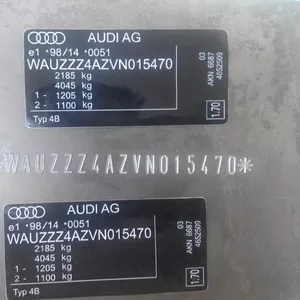 AUDI AG
e1 *98/14 *0051
WAUZZZ4AZVN015470
2185 kg
4045 kg
1 - 1205 kg
2 - 1100 kg
Typ 4B
03
AKN 6687
4652509
1.70
*WAUZZZ4AZVN015470*
AUDI AG
e1 *98/14 *0051
WAUZZZ4AZVN015470
2185 kg
4045 kg
1 - 1205 kg
2 - 1100 kg
Typ 4B
03
AKN 6687
4652509
1.70